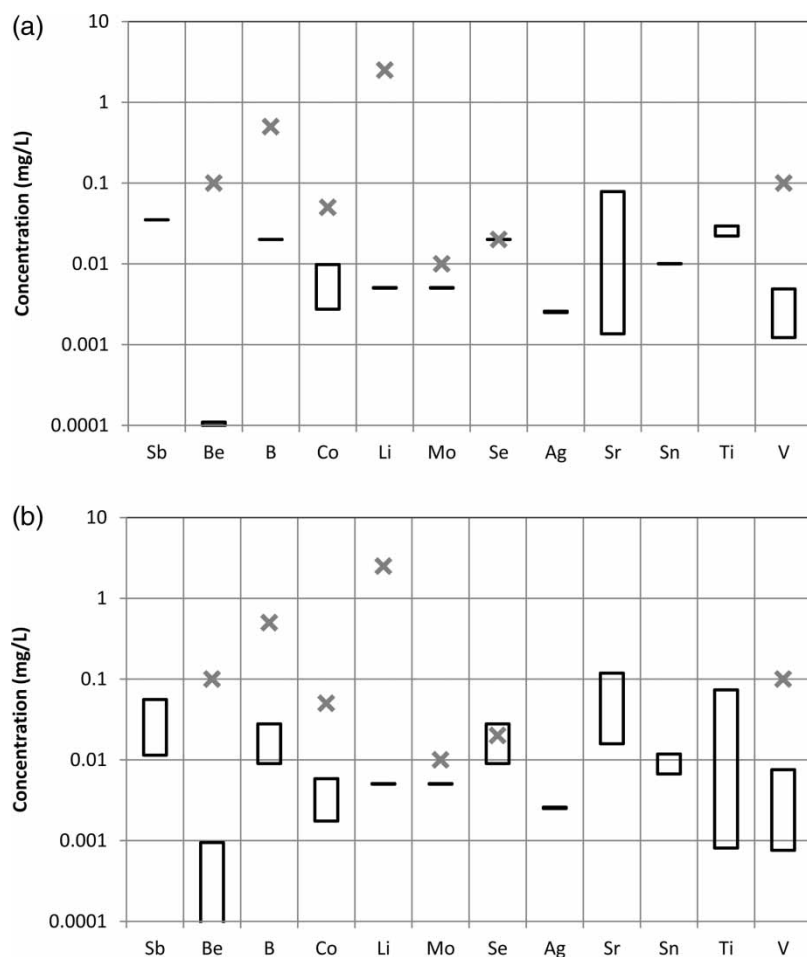 (a)
Concentration (mg/L)
10
1
0.1
0.01
0.001
0.0001
Sb Be B Co Li Mo Se Ag Sr Sn Ti V
(b)
Concentration (mg/L)
10
1
0.1
0.01
0.001
0.0001
Sb Be B Co Li Mo Se Ag Sr Sn Ti V